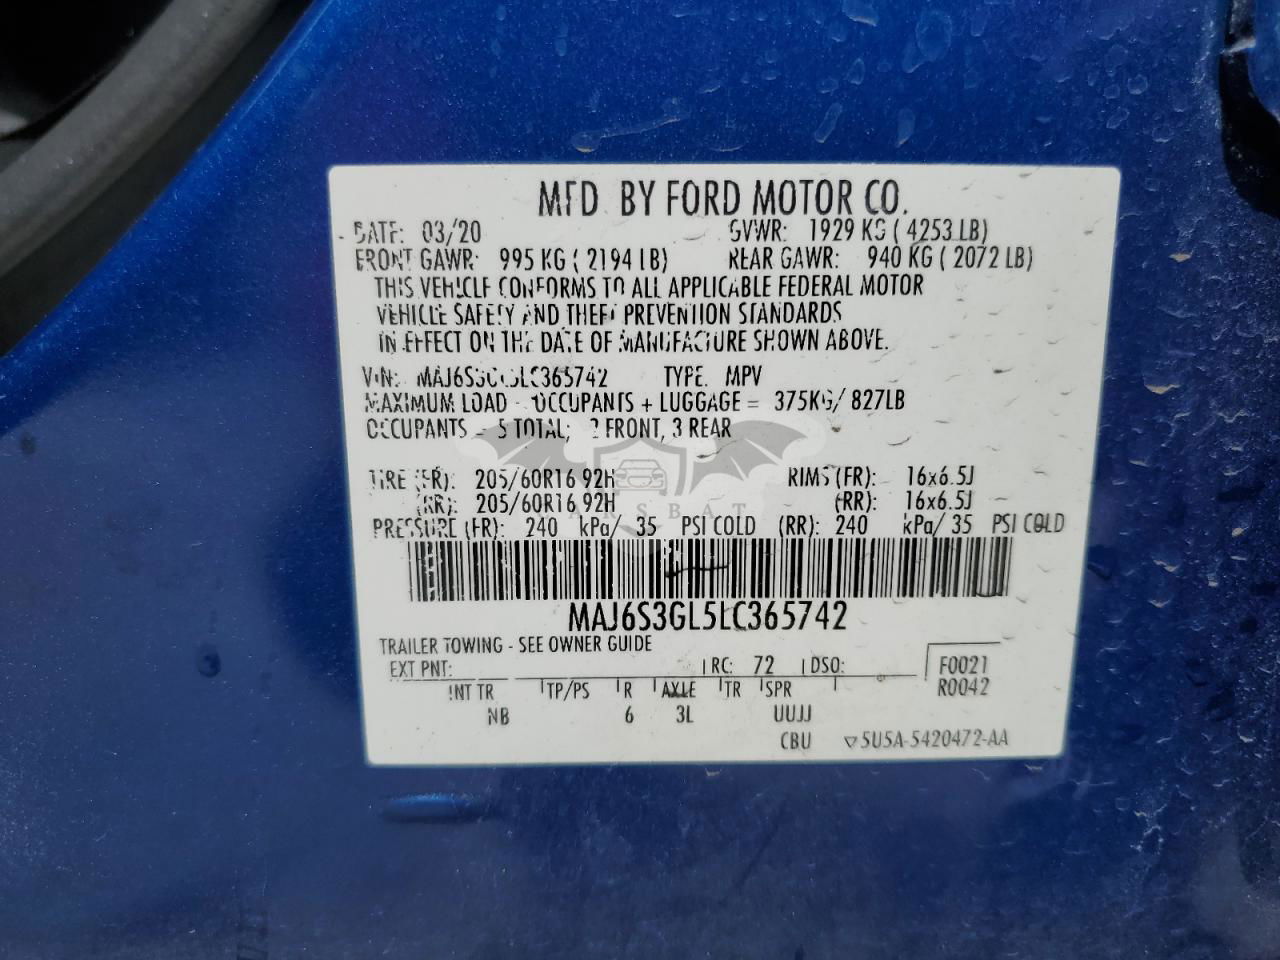 MFD BY FORD MOTOR CO.
DATE: 03/20 GVWR: 1929 KG ( 4253 LB)
FRONT GAWR: 995 KG ( 2194 LB) REAR GAWR: 940 KG ( 2072 LB)
THIS VEHICLE CONFORMS TO ALL APPLICABLE FEDERAL MOTOR
VEHICLE SAFETY AND THEFT PREVENTION STANDARDS
IN EFFECT ON THE DATE OF MANUFACTURE SHOWN ABOVE.
VIN: MAJ6S3GL5LC365742 TYPE: MPV
MAXIMUM LOAD - OCCUPANTS + LUGGAGE = 375KG/ 827LB
OCCUPANTS - 5 TOTAL; 2 FRONT, 3 REAR
TIRE (FR): 205/60R16 92H RIMS (FR): 16x6.5J
(RR): 205/60R16 92H (RR): 16x6.5J
PRESSURE (FR): 240 kPa/ 35 PSI COLD (RR): 240 kPa/ 35 PSI COLD
MAJ6S3GL5LC365742
TRAILER TOWING - SEE OWNER GUIDE
EXT PNT: RC: 72 DSO: F0021
INT TR TP/PS R AXLE TR SPR R0042
NB 6 3L UUJJ
CBU ▽5U5A-5420472-AA